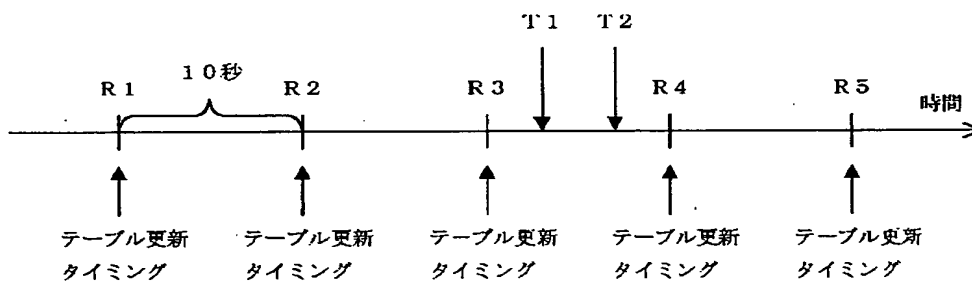 T1
T2
10秒
R1
R2
R3
R4
R5
時間
テーブル更新
タイミング
テーブル更新
タイミング
テーブル更新
タイミング
テーブル更新
タイミング
テーブル更新
タイミング